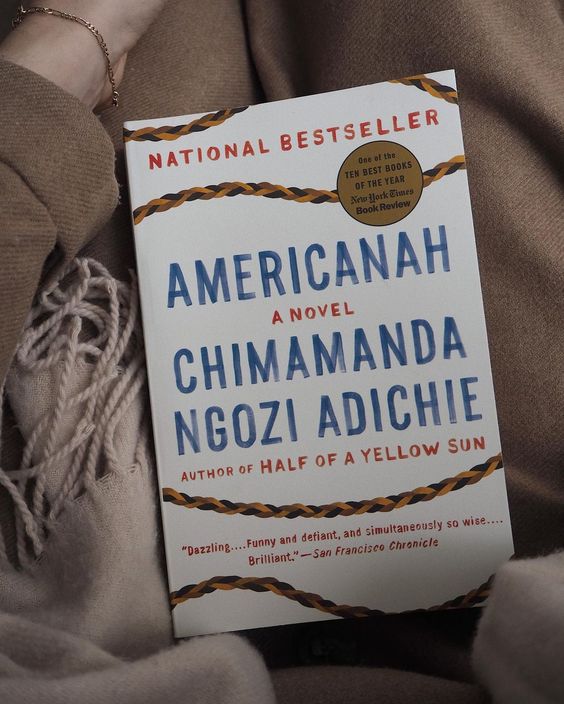 NATIONAL BESTSELLER
One of the
TEN BEST BOOKS
OF THE YEAR
New York Times
Book Review
AMERICANAH
A NOVEL
CHIMAMANDA
NGOZI ADICHIE
AUTHOR OF HALF OF A YELLOW SUN
"Dazzling....Funny and defiant, and simultaneously so wise....
Brilliant."—San Francisco Chronicle